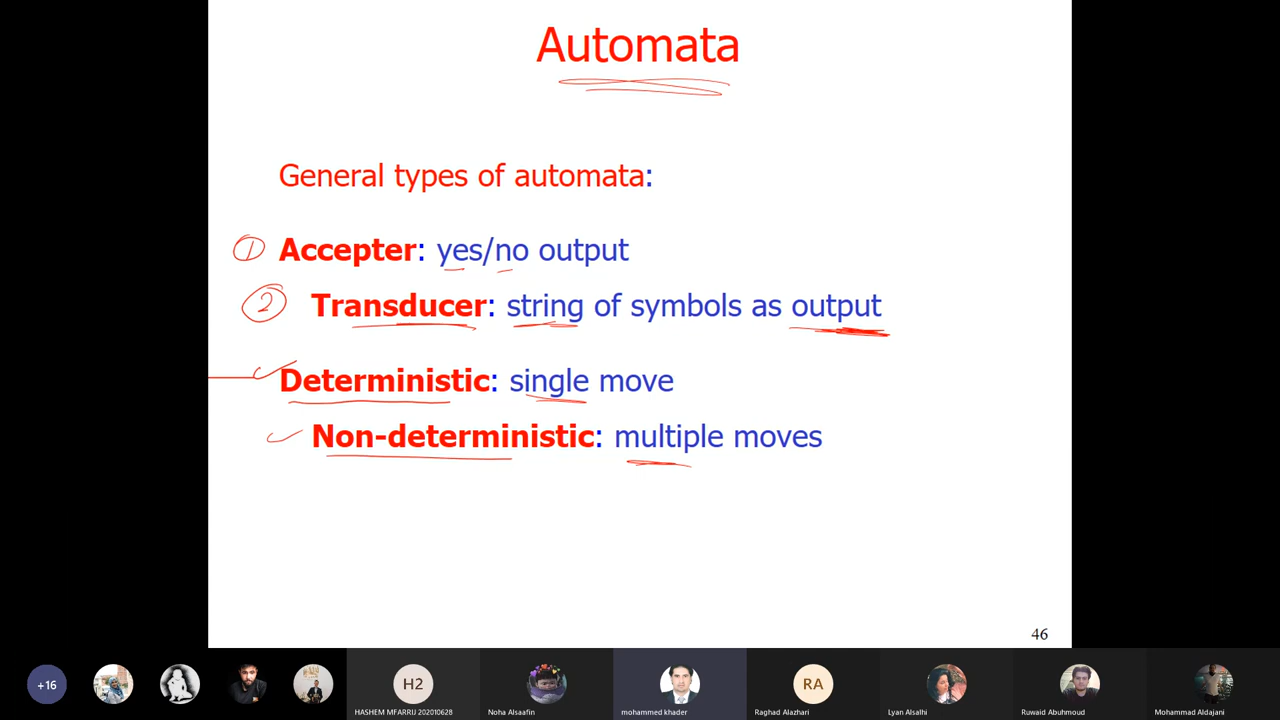 Automata
General types of automata:
1 Accepter: yes/no output
2 Transducer: string of symbols as output
Deterministic: single move
Non-deterministic: multiple moves
46
+16
H2
RA
HASHEM MFARRIJ 202010628
Noha Alsaafin
mohammed khader
Raghad Alazhari
Lyan Alsalhi
Ruwaid Abuhmoud
Mohammad Aldajani